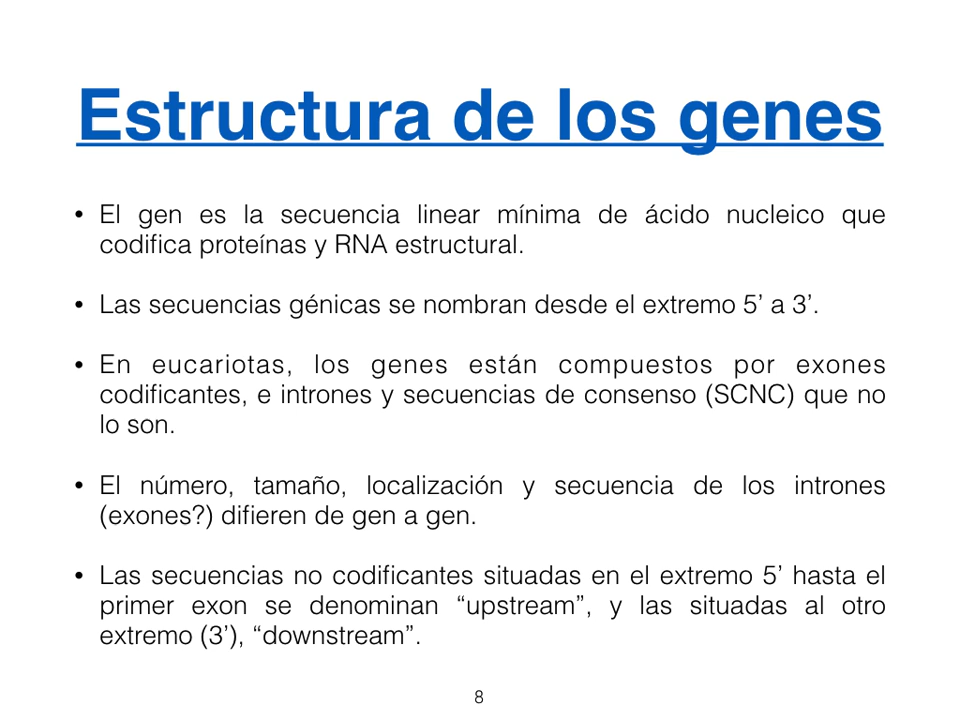 Estructura de los genes
• El gen es la secuencia linear mínima de ácido nucleico que
codifica proteínas y RNA estructural.
• Las secuencias génicas se nombran desde el extremo 5’ a 3’.
• En eucariotas, los genes están compuestos por exones
codificantes, e intrones y secuencias de consenso (SCNC) que no
lo son.
• El número, tamaño, localización y secuencia de los intrones
(exones?) difieren de gen a gen.
• Las secuencias no codificantes situadas en el extremo 5’ hasta el
primer exon se denominan “upstream”, y las situadas al otro
extremo (3’), “downstream”.
8